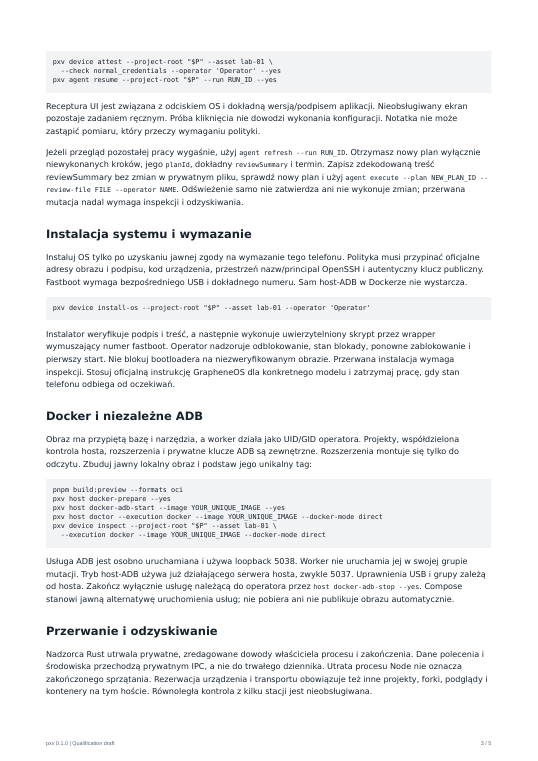 pxv device attest --project-root "$P" --asset lab-01 \
  --check normal_credentials --operator 'Operator' --yes
pxv agent resume --project-root "$P" --run RUN_ID --yes
Receptura UI jest związana z odciskiem OS i dokładną wersją/podpisem aplikacji. Nieobsługiwany ekran
pozostaje zadaniem ręcznym. Próba kliknięcia nie dowodzi wykonania konfiguracji. Notatka nie może
zastąpić pomiaru, który przeczy wymaganiu polityki.
Jeżeli przegląd pozostałej pracy wygaśnie, użyj agent refresh --run RUN_ID. Otrzymasz nowy plan wyłącznie
niewykonanych kroków, jego planId, dokładny reviewSummary i termin. Zapisz zdekodowaną treść
reviewSummary bez zmian w prywatnym pliku, sprawdź nowy plan i użyj agent execute --plan NEW_PLAN_ID --
review-file FILE --operator NAME. Odświeżenie samo nie zatwierdza ani nie wykonuje zmian; przerwana
mutacja nadal wymaga inspekcji i odzyskiwania.
Instalacja systemu i wymazanie
Instaluj OS tylko po uzyskaniu jawnej zgody na wymazanie tego telefonu. Polityka musi przypinać oficjalne
adresy obrazu i podpisu, kod urządzenia, przestrzeń nazw/principal OpenSSH i autentyczny klucz publiczny.
Fastboot wymaga bezpośredniego USB i dokładnego numeru. Sam host-ADB w Dockerze nie wystarcza.
pxv device install-os --project-root "$P" --asset lab-01 --operator 'Operator'
Instalator weryfikuje podpis i treść, a następnie wykonuje uwierzytelniony skrypt przez wrapper
wymuszający numer fastboot. Operator nadzoruje odblokowanie, stan blokady, ponowne zablokowanie i
pierwszy start. Nie blokuj bootloadera na niezweryfikowanym obrazie. Przerwana instalacja wymaga
inspekcji. Stosuj oficjalną instrukcję GrapheneOS dla konkretnego modelu i zatrzymaj pracę, gdy stan
telefonu odbiega od oczekiwań.
Docker i niezależne ADB
Obraz ma przypiętą bazę i narzędzia, a worker działa jako UID/GID operatora. Projekty, współdzielona
kontrola hosta, rozszerzenia i prywatne klucze ADB są zewnętrzne. Rozszerzenia montuje się tylko do
odczytu. Zbuduj jawny lokalny obraz i podstaw jego unikalny tag:
pnpm build:preview --formats oci
pxv host docker-prepare --yes
pxv host docker-adb-start --image YOUR_UNIQUE_IMAGE --yes
pxv host doctor --execution docker --image YOUR_UNIQUE_IMAGE --docker-mode direct
pxv device inspect --project-root "$P" --asset lab-01 \
  --execution docker --image YOUR_UNIQUE_IMAGE --docker-mode direct
Usługa ADB jest osobno uruchamiana i używa loopback 5038. Worker nie uruchamia jej w swojej grupie
mutacji. Tryb host-ADB używa już działającego serwera hosta, zwykle 5037. Uprawnienia USB i grupy zależą
od hosta. Zakończ wyłącznie usługę należącą do operatora przez host docker-adb-stop --yes. Compose
stanowi jawną alternatywę uruchomienia usług; nie pobiera ani nie publikuje obrazu automatycznie.
Przerwanie i odzyskiwanie
Nadzorca Rust utrwala prywatne, zredagowane dowody właściciela procesu i zakończenia. Dane polecenia i
środowiska przechodzą prywatnym IPC, a nie do trwałego dziennika. Utrata procesu Node nie oznacza
zakończonego sprzątania. Rezerwacja urządzenia i transportu obowiązuje też inne projekty, forki, podglądy i
kontenery na tym hoście. Równoległa kontrola z kilku stacji jest nieobsługiwana.
pxv 0.1.0 | Qualification draft
3 / 5